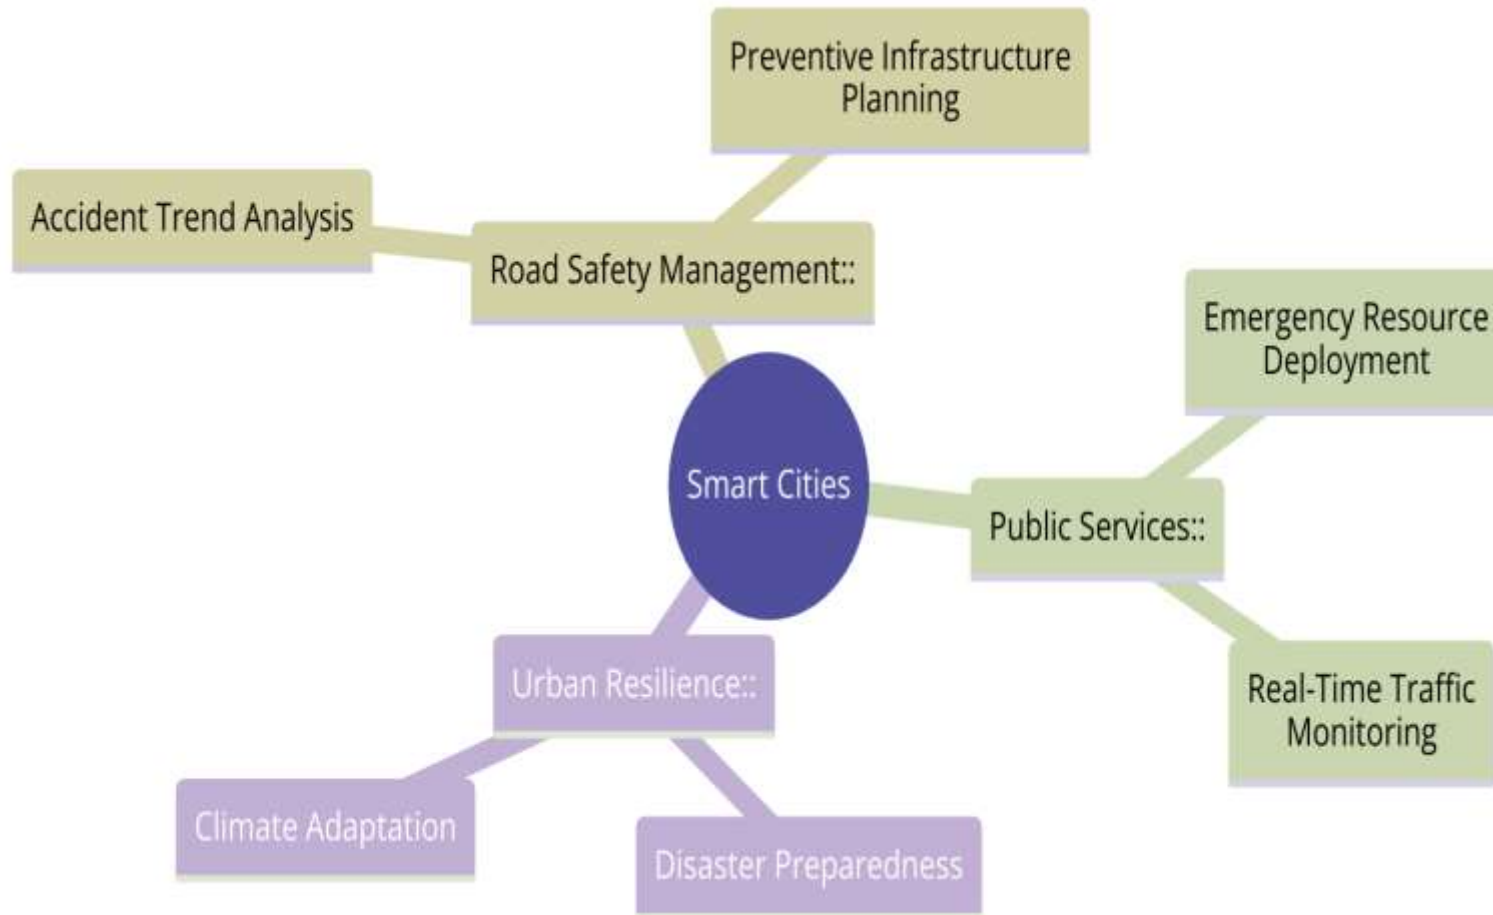 Preventive Infrastructure
Planning
Accident Trend Analysis
Road Safety Management::
Emergency Resource
Deployment
Smart Cities
Public Services::
Urban Resilience::
Real-Time Traffic
Monitoring
Climate Adaptation
Disaster Preparedness